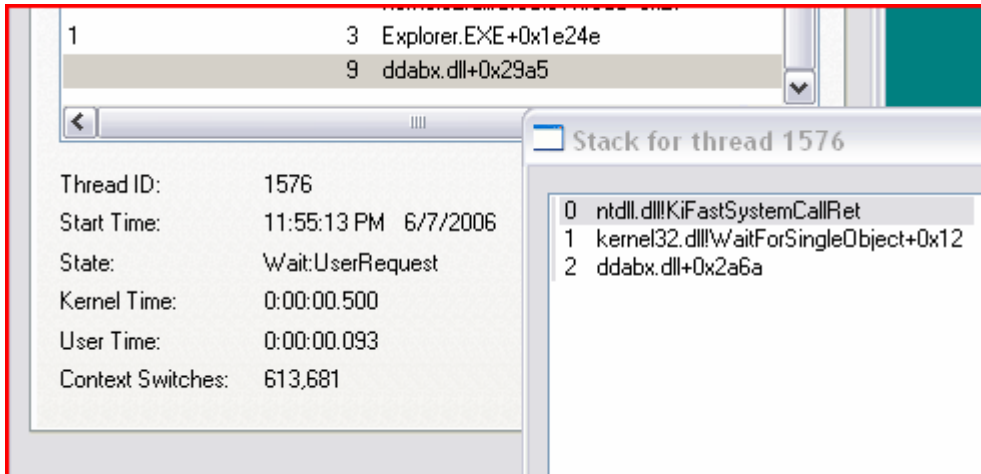 1 3 Explorer.EXE+0x1e24e
9 ddabx.dll+0x29a5
Thread ID: 1576
Start Time: 11:55:13 PM 6/7/2006
State: Wait:UserRequest
Kernel Time: 0:00:00.500
User Time: 0:00:00.093
Context Switches: 613,681
Stack for thread 1576
0 ntdll.dll!KiFastSystemCallRet
1 kernel32.dll!WaitForSingleObject+0x12
2 ddabx.dll+0x2a6a